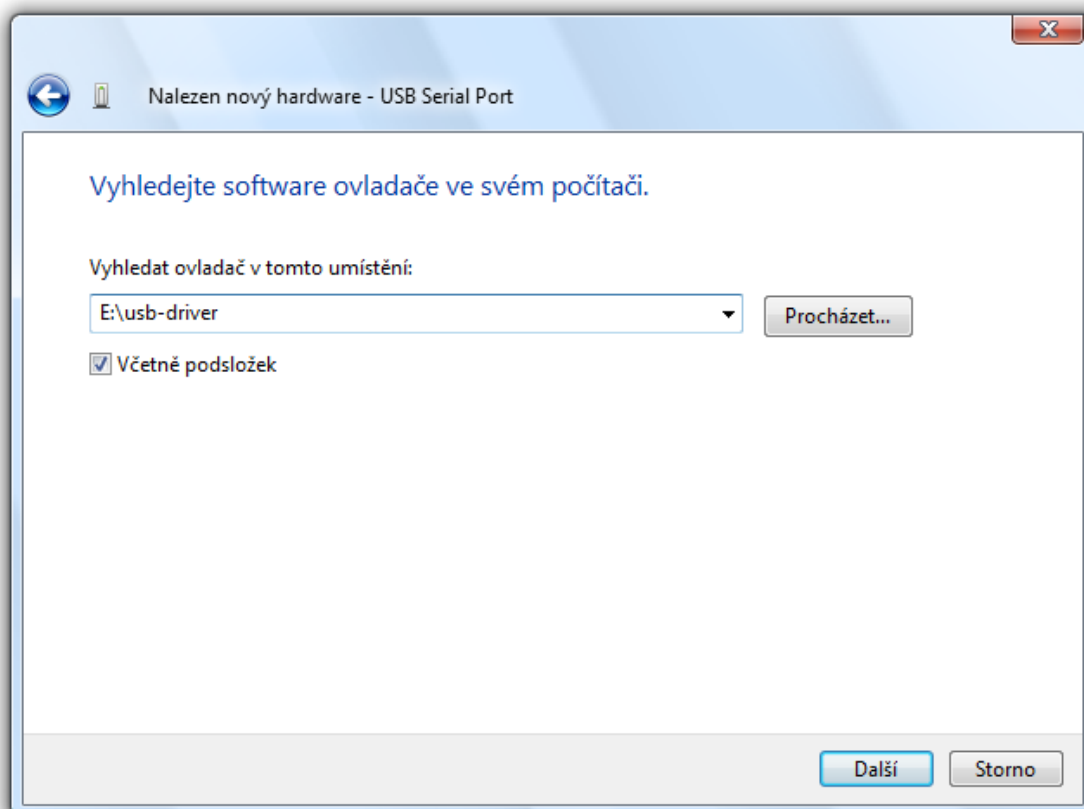 Nalezen nový hardware - USB Serial Port
Vyhledejte software ovladače ve svém počítači.
Vyhledat ovladač v tomto umístění:
E:\usb-driver
Procházet...
Včetně podsložek
Další
Storno